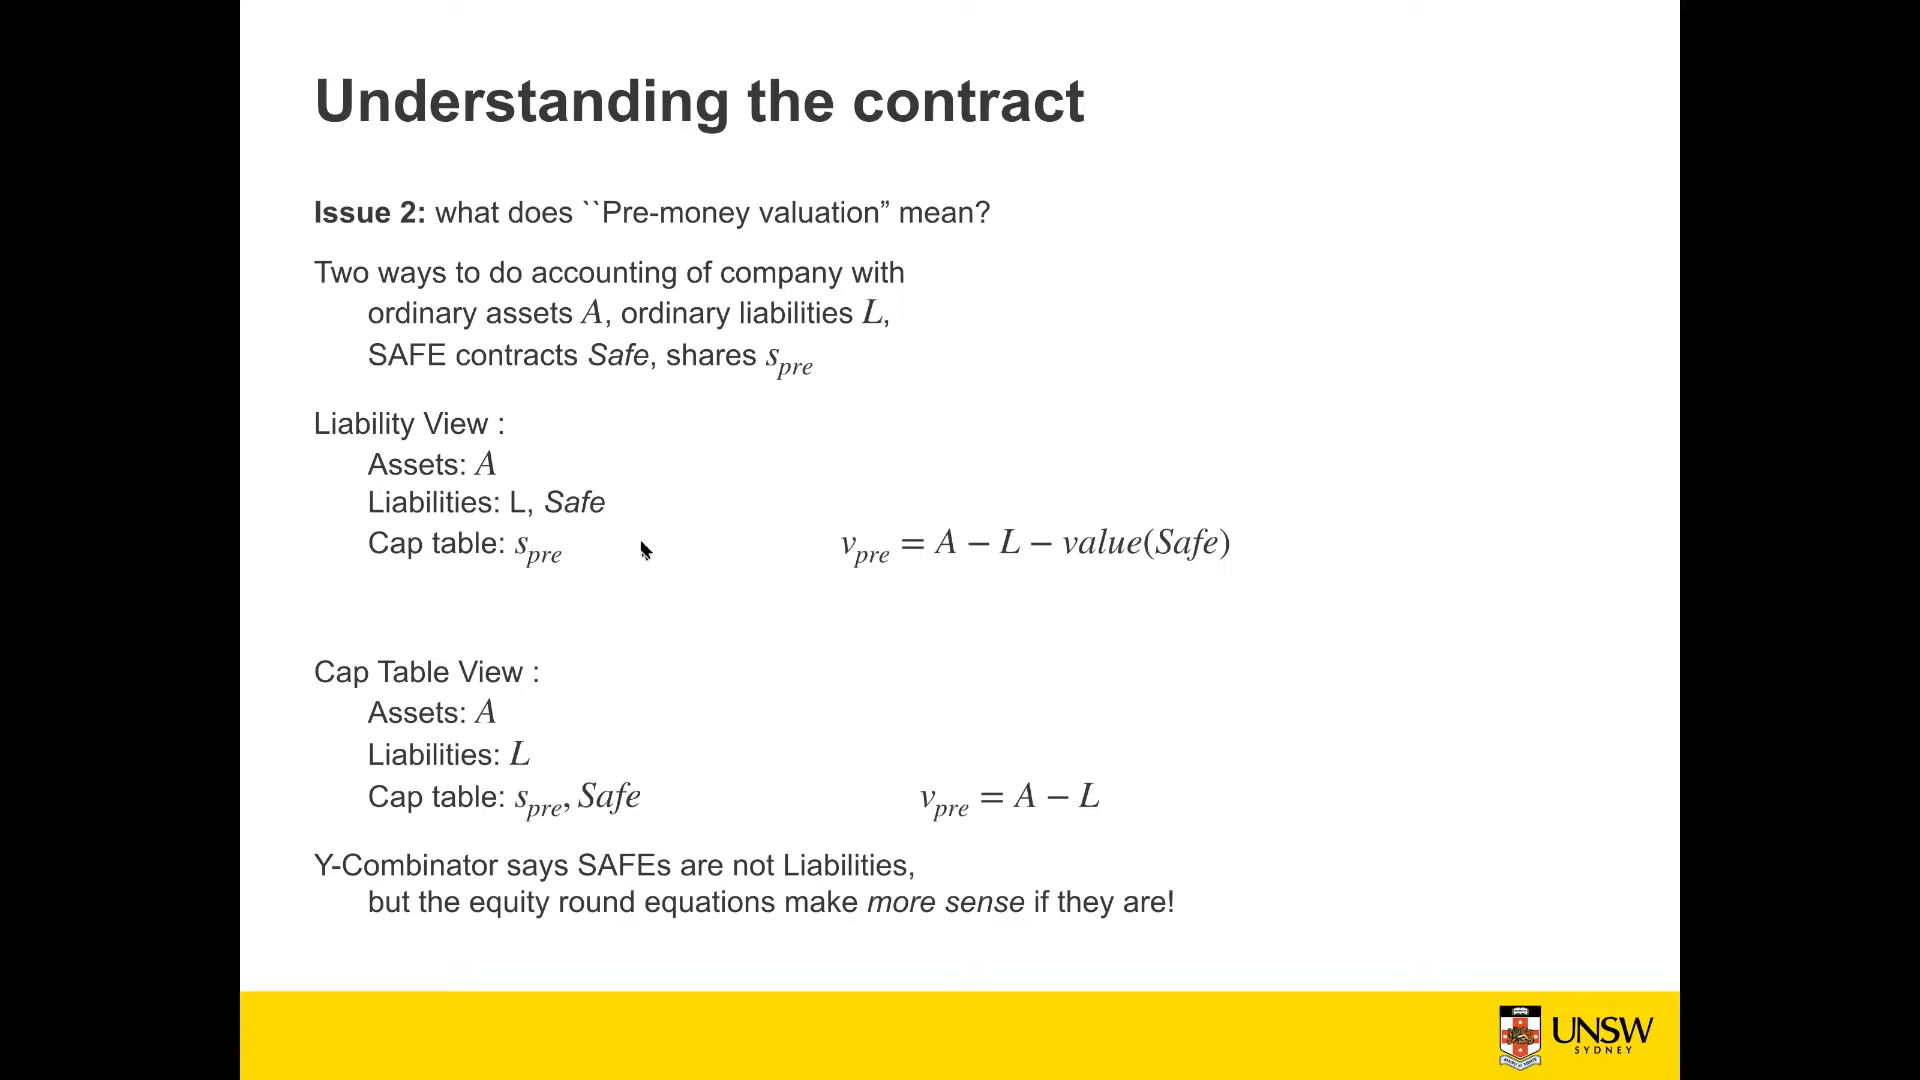 Understanding the contract
Issue 2: what does ``Pre-money valuation” mean?
Two ways to do accounting of company with
ordinary assets A, ordinary liabilities L,
SAFE contracts Safe, shares s_pre
Liability View :
Assets: A
Liabilities: L, Safe
Cap table: s_pre
v_pre = A − L − value(Safe)
Cap Table View :
Assets: A
Liabilities: L
Cap table: s_pre, Safe
v_pre = A − L
Y-Combinator says SAFEs are not Liabilities,
but the equity round equations make more sense if they are!
UNSW
SYDNEY